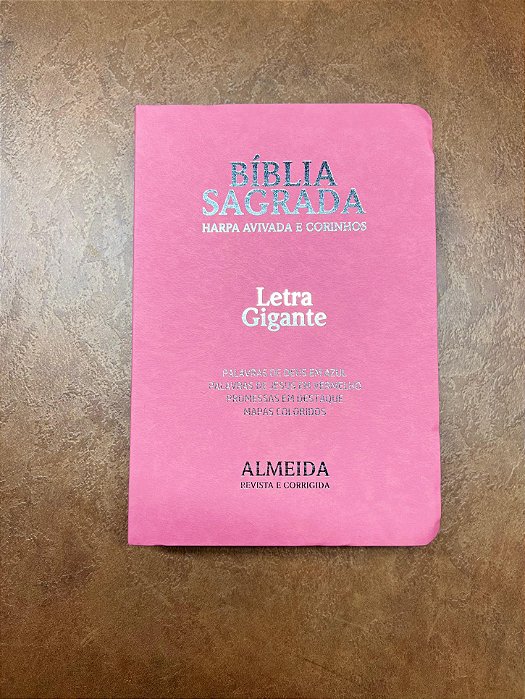 BÍBLIA
SAGRADA
HARPA AVIVADA E CORINHOS
Letra
Gigante
PALAVRAS DE DEUS EM AZUL
PALAVRAS DE JESUS EM VERMELHO
PROMESSAS EM DESTAQUE
MAPAS COLORIDOS
ALMEIDA
REVISTA E CORRIGIDA